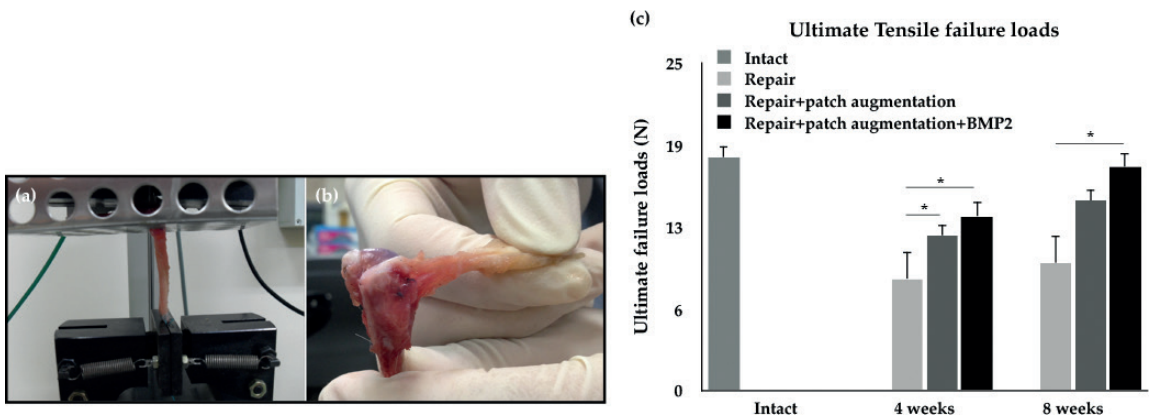 (a)
(b)
(c)
Ultimate Tensile failure loads
Intact
Repair
Repair+patch augmentation
Repair+patch augmentation+BMP2
Ultimate failure loads (N)
25
19
13
6
0
*
*
*
Intact
4 weeks
8 weeks